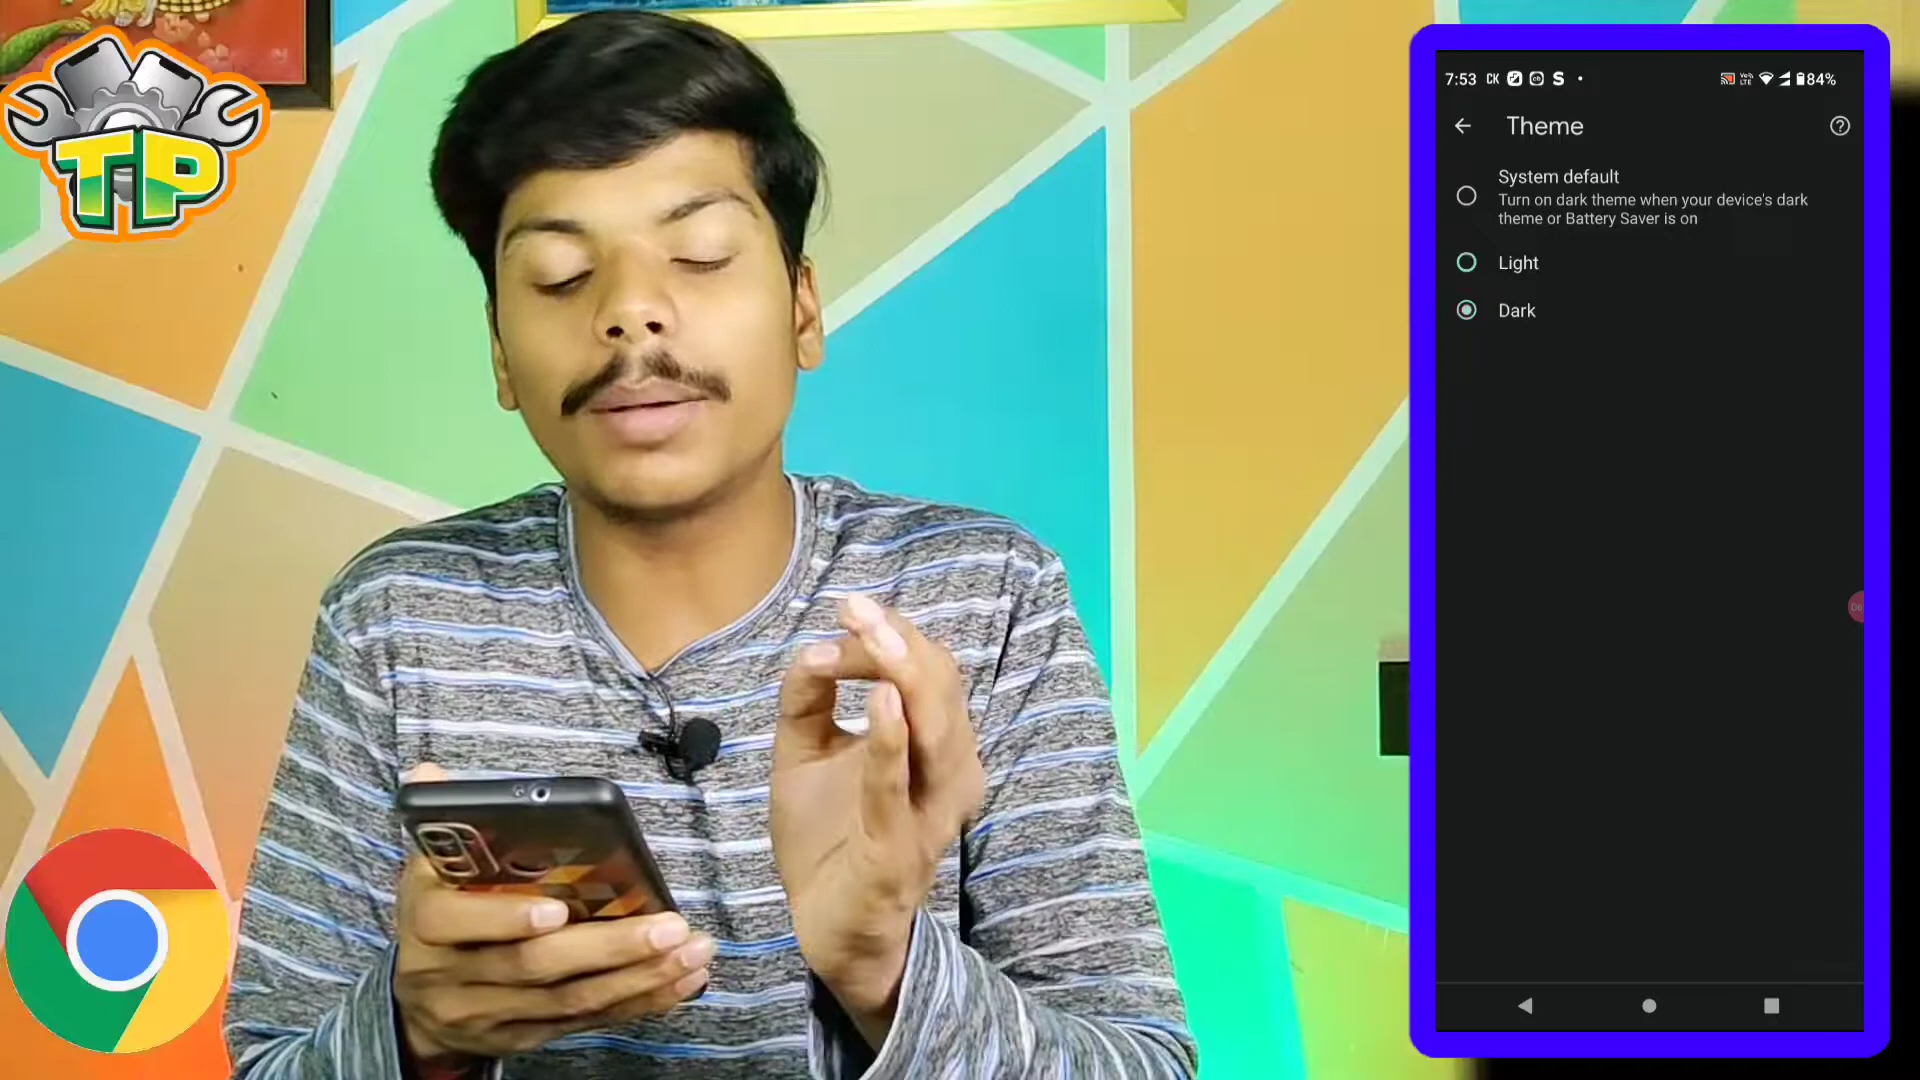 TP
7:53 CK S 84%
Theme
System default
Turn on dark theme when your device's dark
theme or Battery Saver is on
Light
Dark